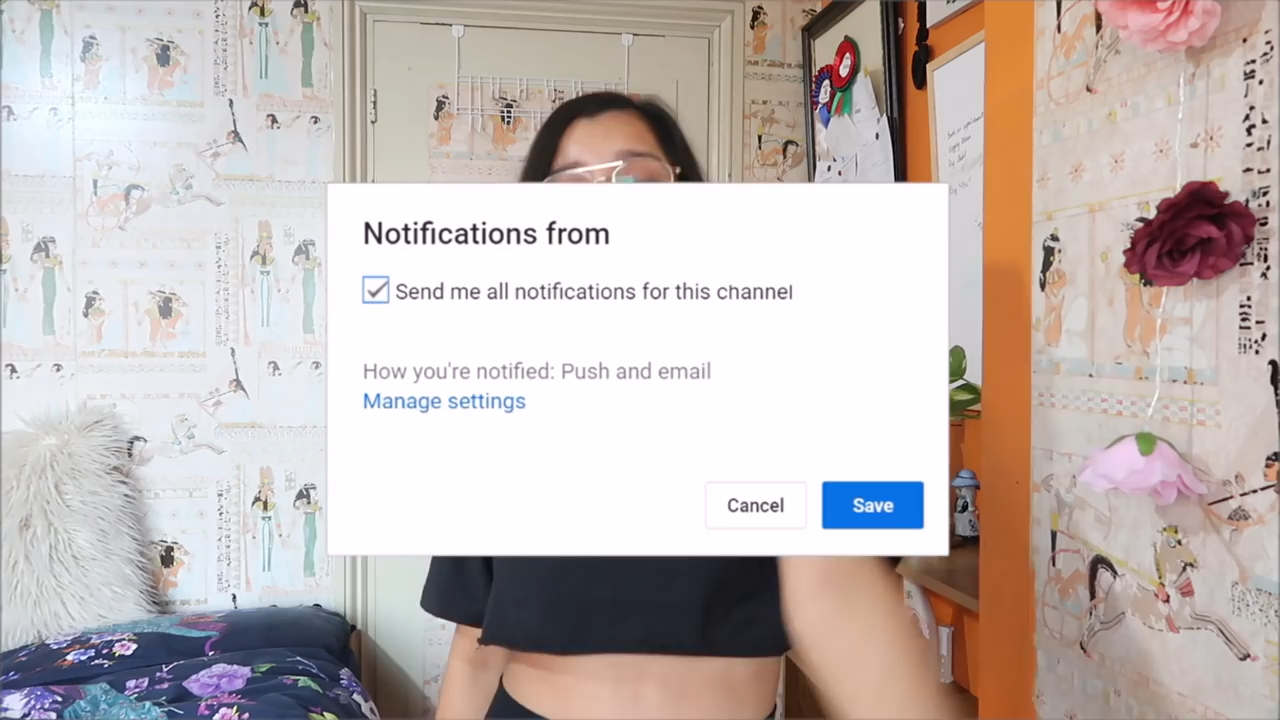 Notifications from
Send me all notifications for this channel
How you're notified: Push and email
Manage settings
Cancel
Save